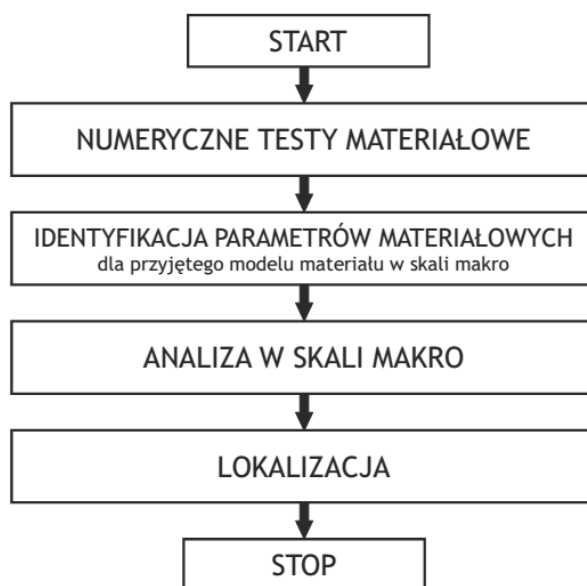 START
NUMERYCZNE TESTY MATERIAŁOWE
IDENTYFIKACJA PARAMETRÓW MATERIAŁOWYCH
dla przyjętego modelu materiału w skali makro
ANALIZA W SKALI MAKRO
LOKALIZACJA
STOP